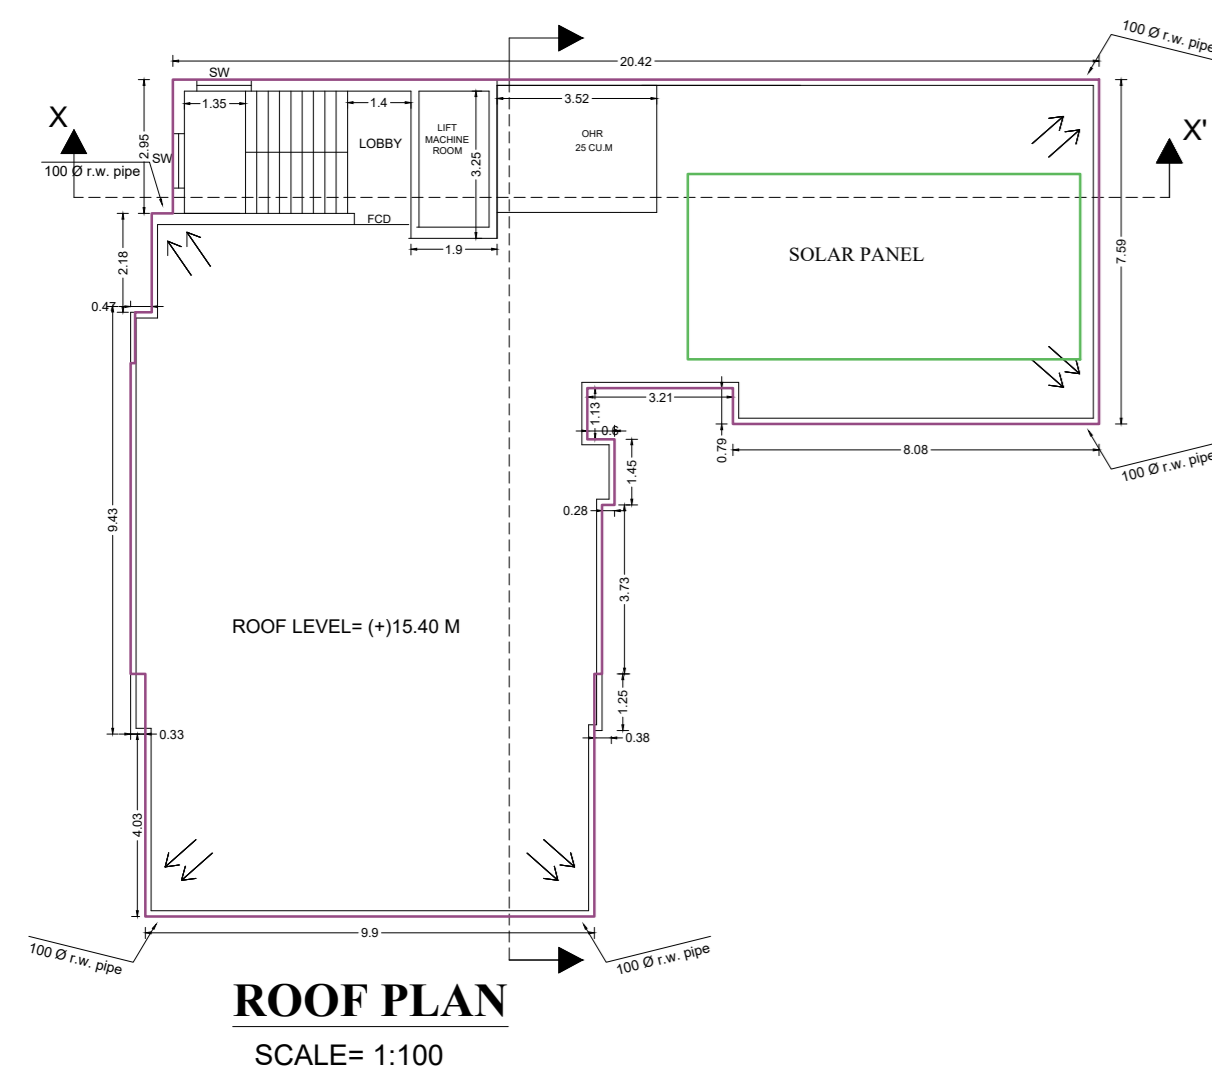 100 Ø r.w. pipe
20.42
SW
1.35
1.4
3.52
X
2.95
SW
LOBBY
LIFT
MACHINE
ROOM
3.25
OHR
25 CU.M
X'
100 Ø r.w. pipe
FCD
1.9
2.18
SOLAR PANEL
7.59
0.47
3.21
1.13
0.6
0.79
8.08
1.45
100 Ø r.w. pipe
0.28
9.43
3.73
ROOF LEVEL= (+)15.40 M
1.25
0.33
0.38
4.03
9.9
100 Ø r.w. pipe
100 Ø r.w. pipe
ROOF PLAN
SCALE= 1:100